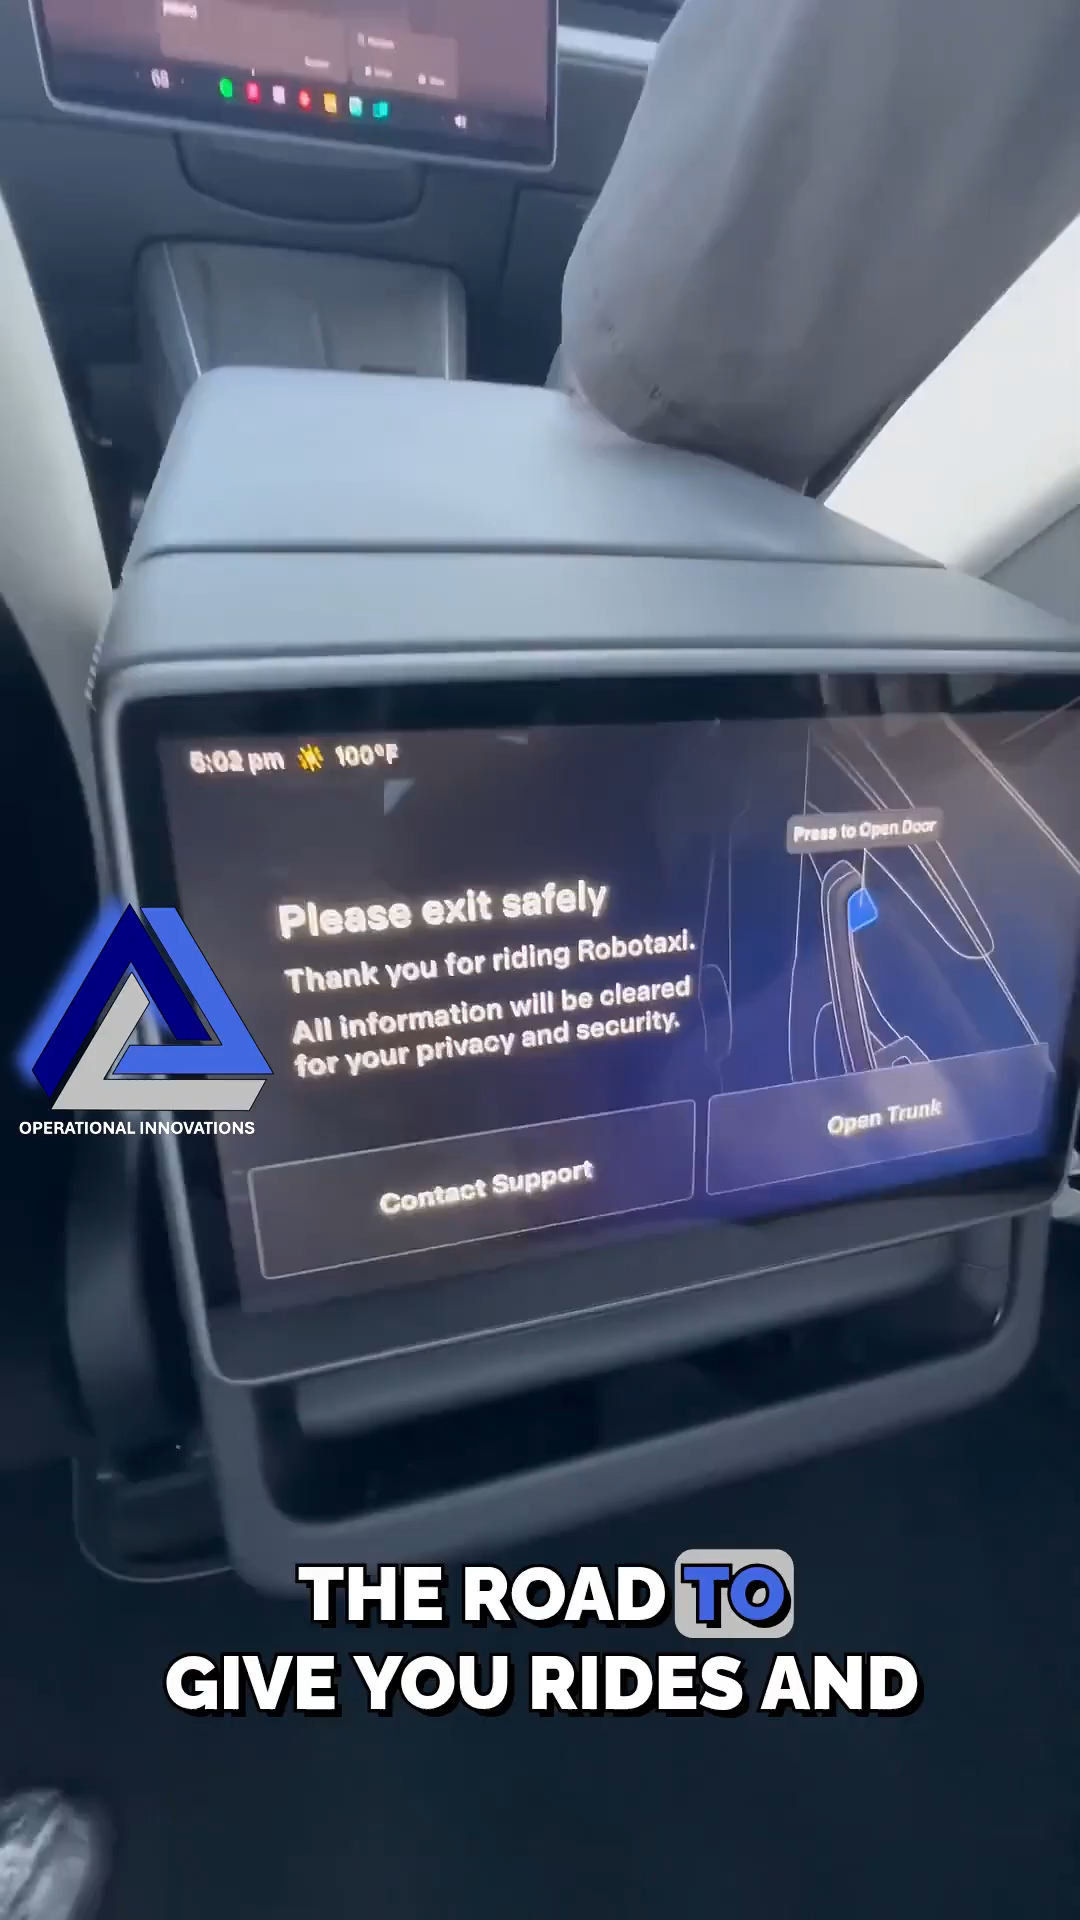 68
5:02 pm 100°F
Press to Open Door
Please exit safely
Thank you for riding Robotaxi.
All information will be cleared
for your privacy and security.
Open Trunk
Contact Support
OPERATIONAL INNOVATIONS
THE ROAD TO
GIVE YOU RIDES AND